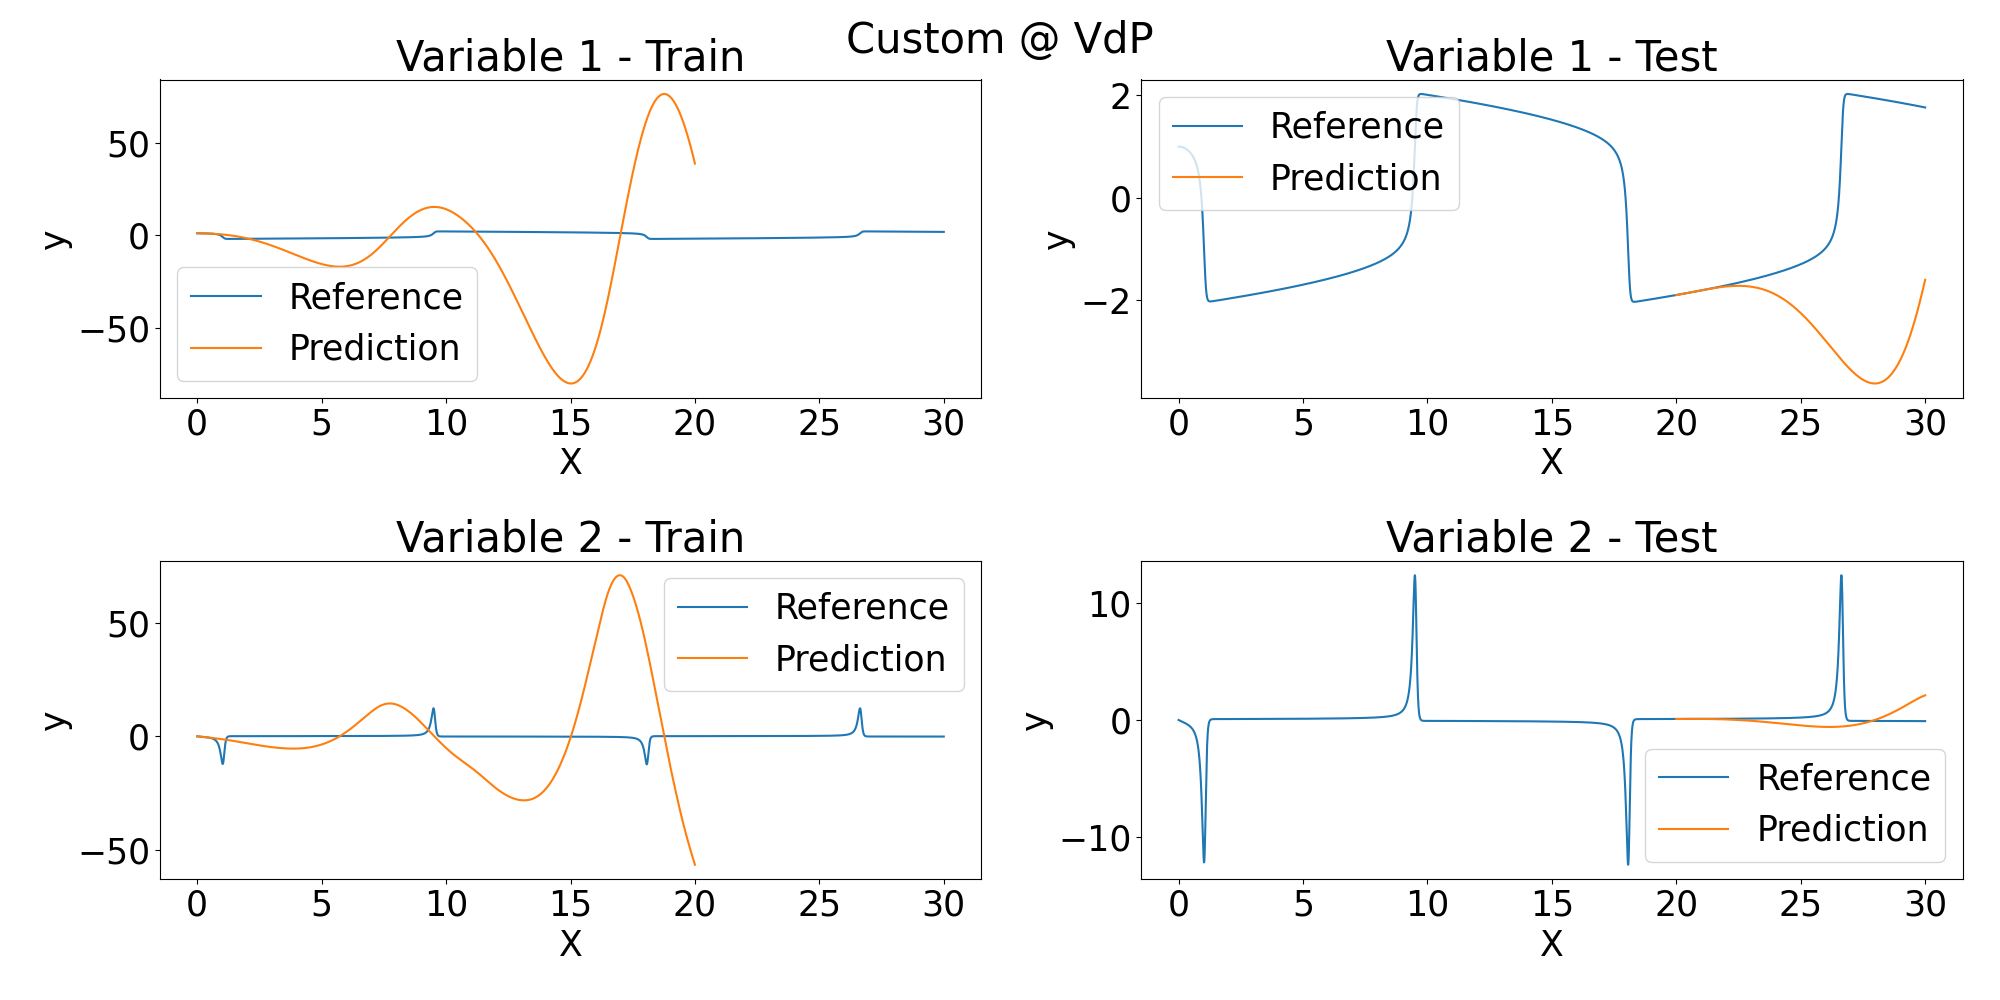 Custom @ VdP
Variable 1 - Train
50
0
−50
y
Reference
Prediction
0 5 10 15 20 25 30
X
Variable 1 - Test
2
0
−2
y
Reference
Prediction
0 5 10 15 20 25 30
X
Variable 2 - Train
50
0
−50
y
Reference
Prediction
0 5 10 15 20 25 30
X
Variable 2 - Test
10
0
−10
y
Reference
Prediction
0 5 10 15 20 25 30
X